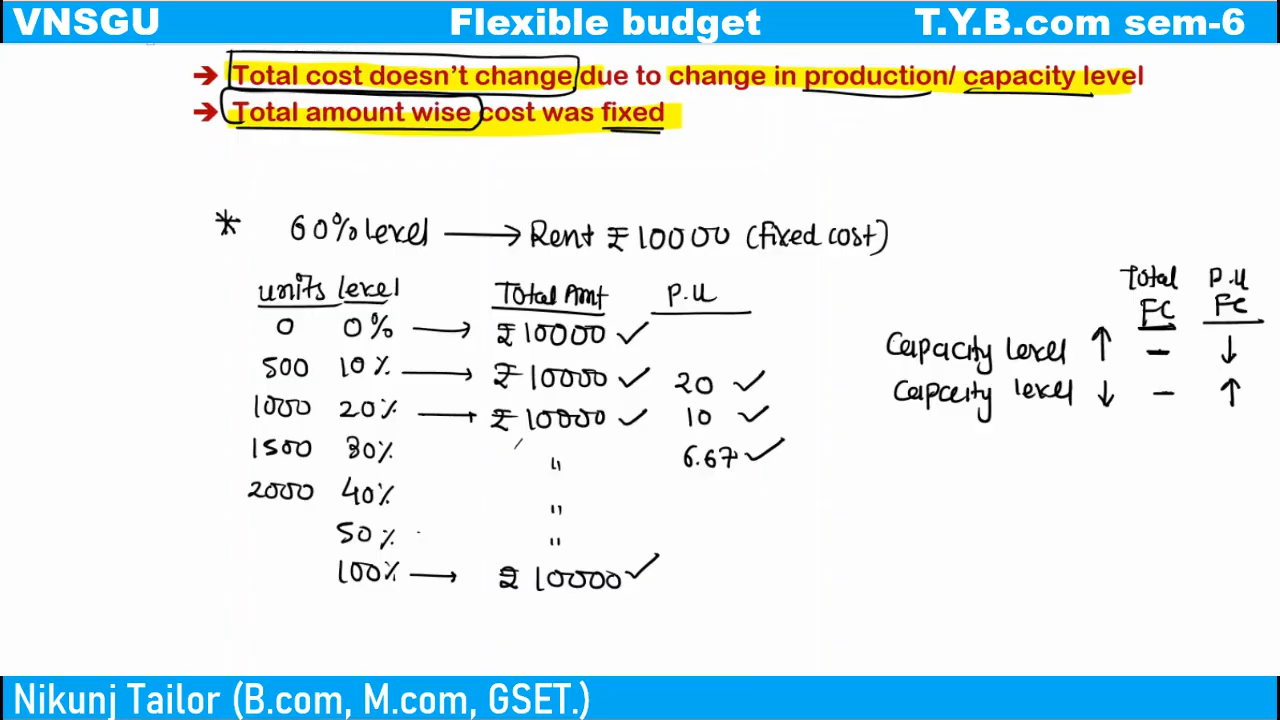 VNSGU Flexible budget T.Y.B.com sem-6
➔ Total cost doesn't change due to change in production/ capacity level
➔ Total amount wise cost was fixed
* 60% level → Rent ₹ 10000 (fixed cost)
units level Total Amt P.U
0 0% → ₹ 10000 ✓
500 10% → ₹ 10000 ✓ 20 ✓
1000 20% → ₹ 10000 ✓ 10 ✓
1500 30% " 6.67 ✓
2000 40% "
50% "
100% → ₹ 10000 ✓
Total P.U
FC FC
Capacity level ↑ – ↓
Capacity level ↓ – ↑
Nikunj Tailor (B.com, M.com, GSET.)